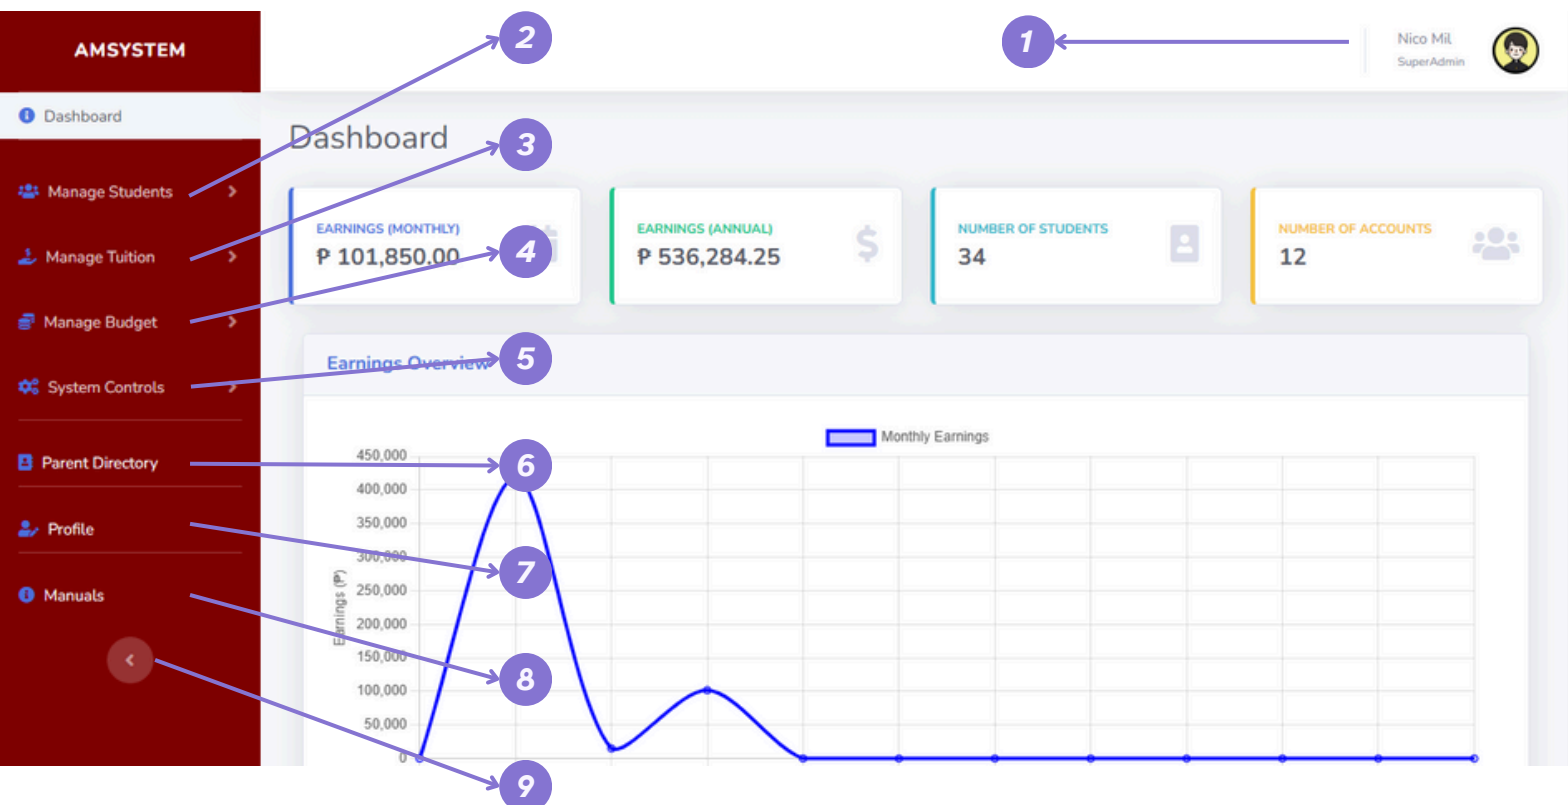 AMSYSTEM
2
1
Nico Mil
SuperAdmin
Dashboard
Dashboard
3
Manage Students
Manage Tuition
Manage Budget
System Controls
Parent Directory
Profile
Manuals
EARNINGS (MONTHLY)
₱ 101,850.00
4
EARNINGS (ANNUAL)
₱ 536,284.25
$
NUMBER OF STUDENTS
34
NUMBER OF ACCOUNTS
12
Earnings Overview
5
Monthly Earnings
6
7
8
9
Earnings (₱)
450,000
400,000
350,000
300,000
250,000
200,000
150,000
100,000
50,000
0